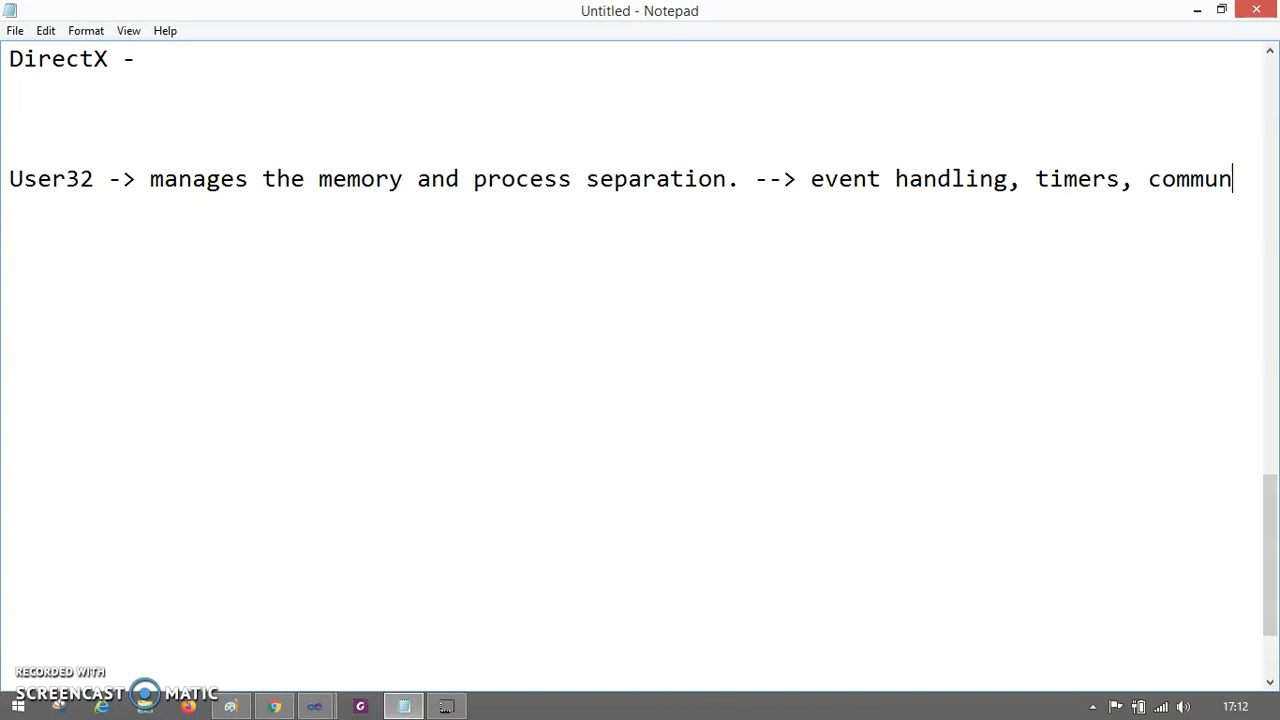 Untitled - Notepad
File Edit Format View Help
DirectX -
User32 -> manages the memory and process separation. --> event handling, timers, commun
RECORDED WITH
SCREENCAST MATIC
17:12